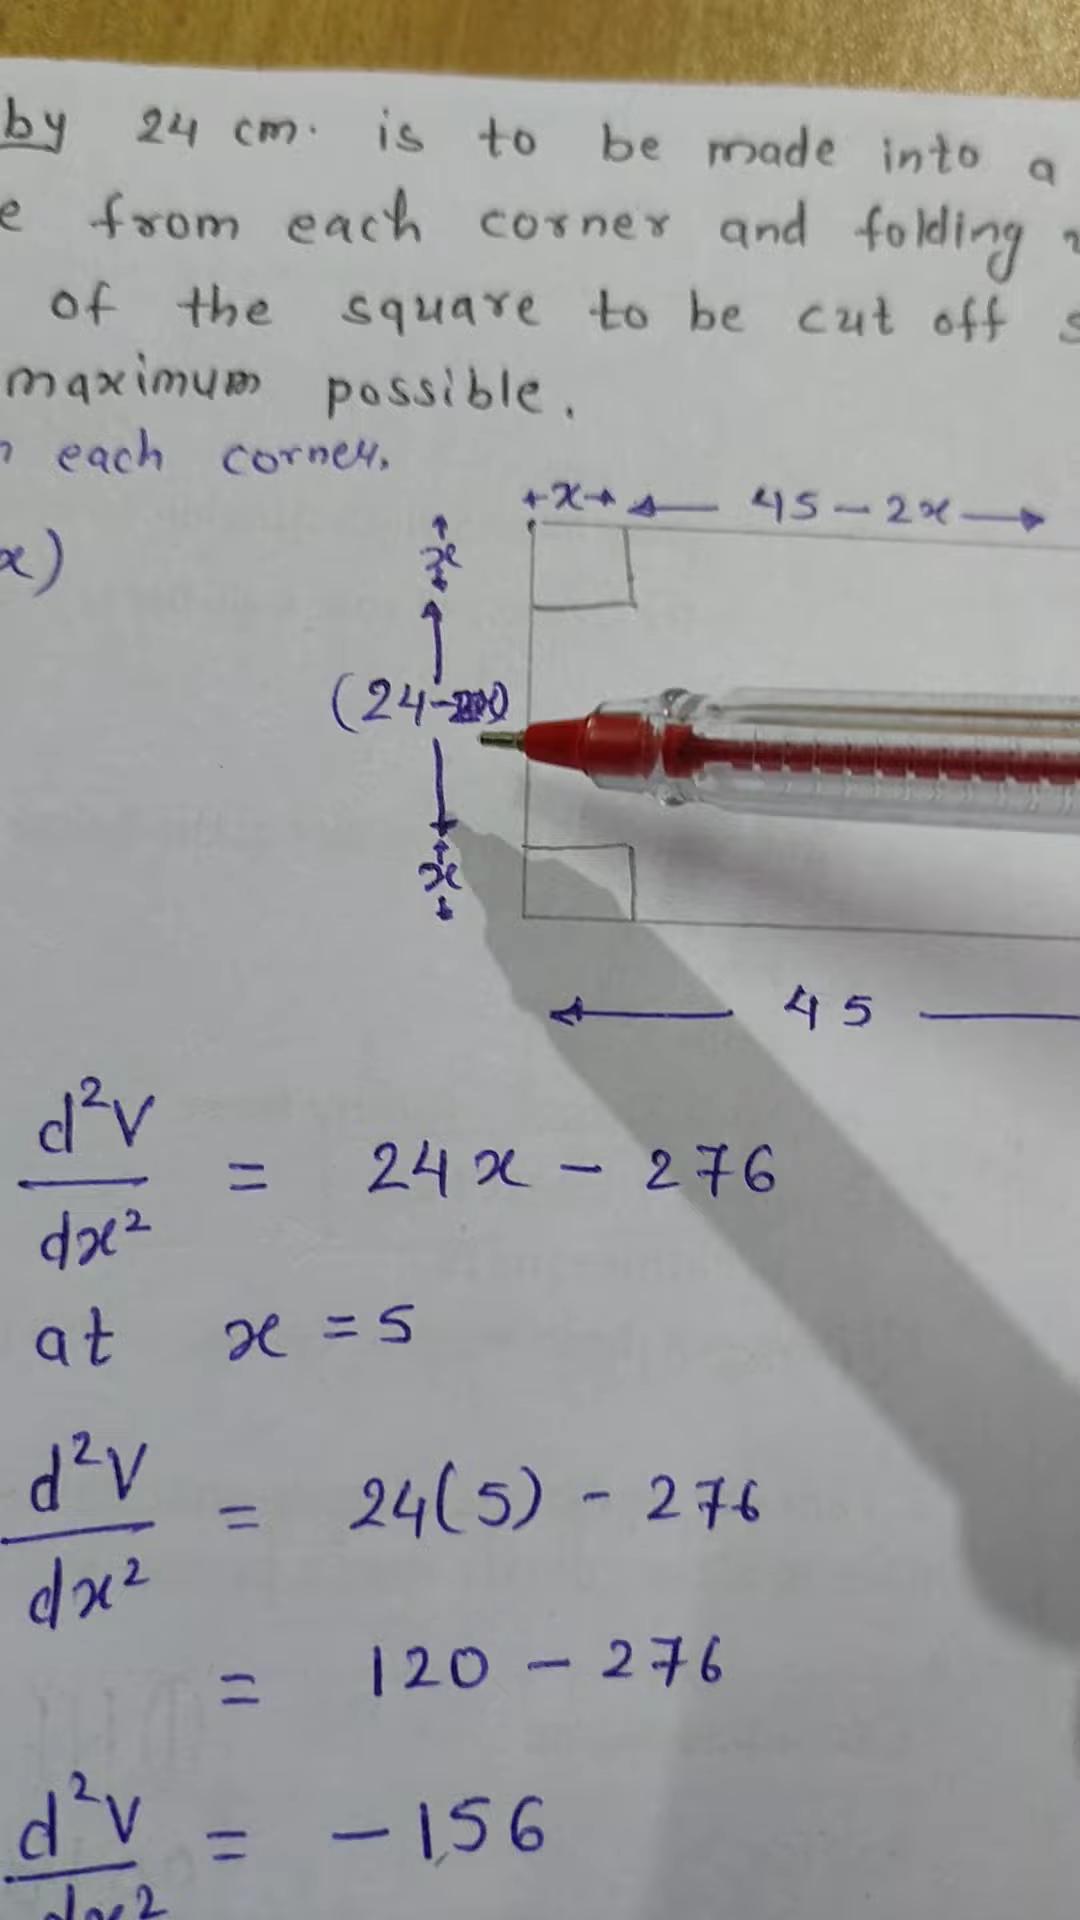 by 24 cm. is to be made into a
e from each corner and folding
of the square to be cut off s
maximum possible.
n each corner.
+x+ 45-2x
x
x)
(24-
x
45
d²V/dx² = 24x - 276
at x = 5
d²V/dx² = 24(5) - 276
= 120 - 276
d²V/dx² = -156